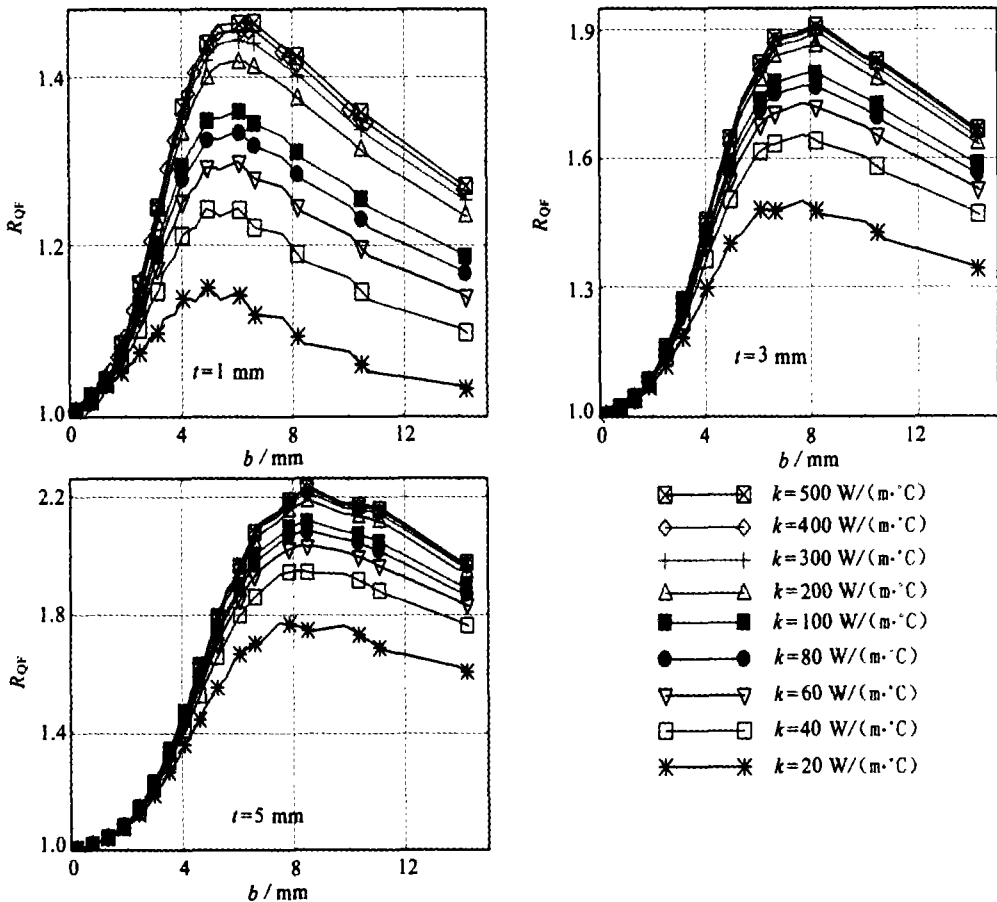 1.4
1.2
1.0
R_QF
0 4 8 12
b / mm
t=1 mm
1.9
1.6
1.3
1.0
R_QF
0 4 8 12
b / mm
t=3 mm
2.2
1.8
1.4
1.0
R_QF
0 4 8 12
b / mm
t=5 mm
k=500 W/(m·°C)
k=400 W/(m·°C)
k=300 W/(m·°C)
k=200 W/(m·°C)
k=100 W/(m·°C)
k=80 W/(m·°C)
k=60 W/(m·°C)
k=40 W/(m·°C)
k=20 W/(m·°C)